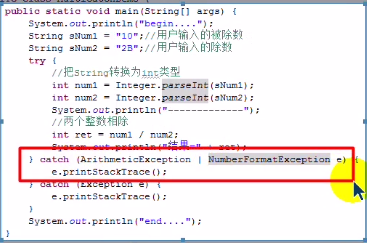 public static void main(String[] args) {
System.out.println("begin....");
String sNum1 = "10";//用户输入的被除数
String sNum2 = "2B";//用户输入的除数
try {
//把String转换为int类型
int num1 = Integer.parseInt(sNum1);
int num2 = Integer.parseInt(sNum2);
System.out.println("-------------");
//两个整数相除
int ret = num1 / num2;
System.out.println("结果=" + ret);
} catch (ArithmeticException | NumberFormatException e) {
e.printStackTrace();
} catch (Exception e) {
e.printStackTrace();
}
System.out.println("end....");
}